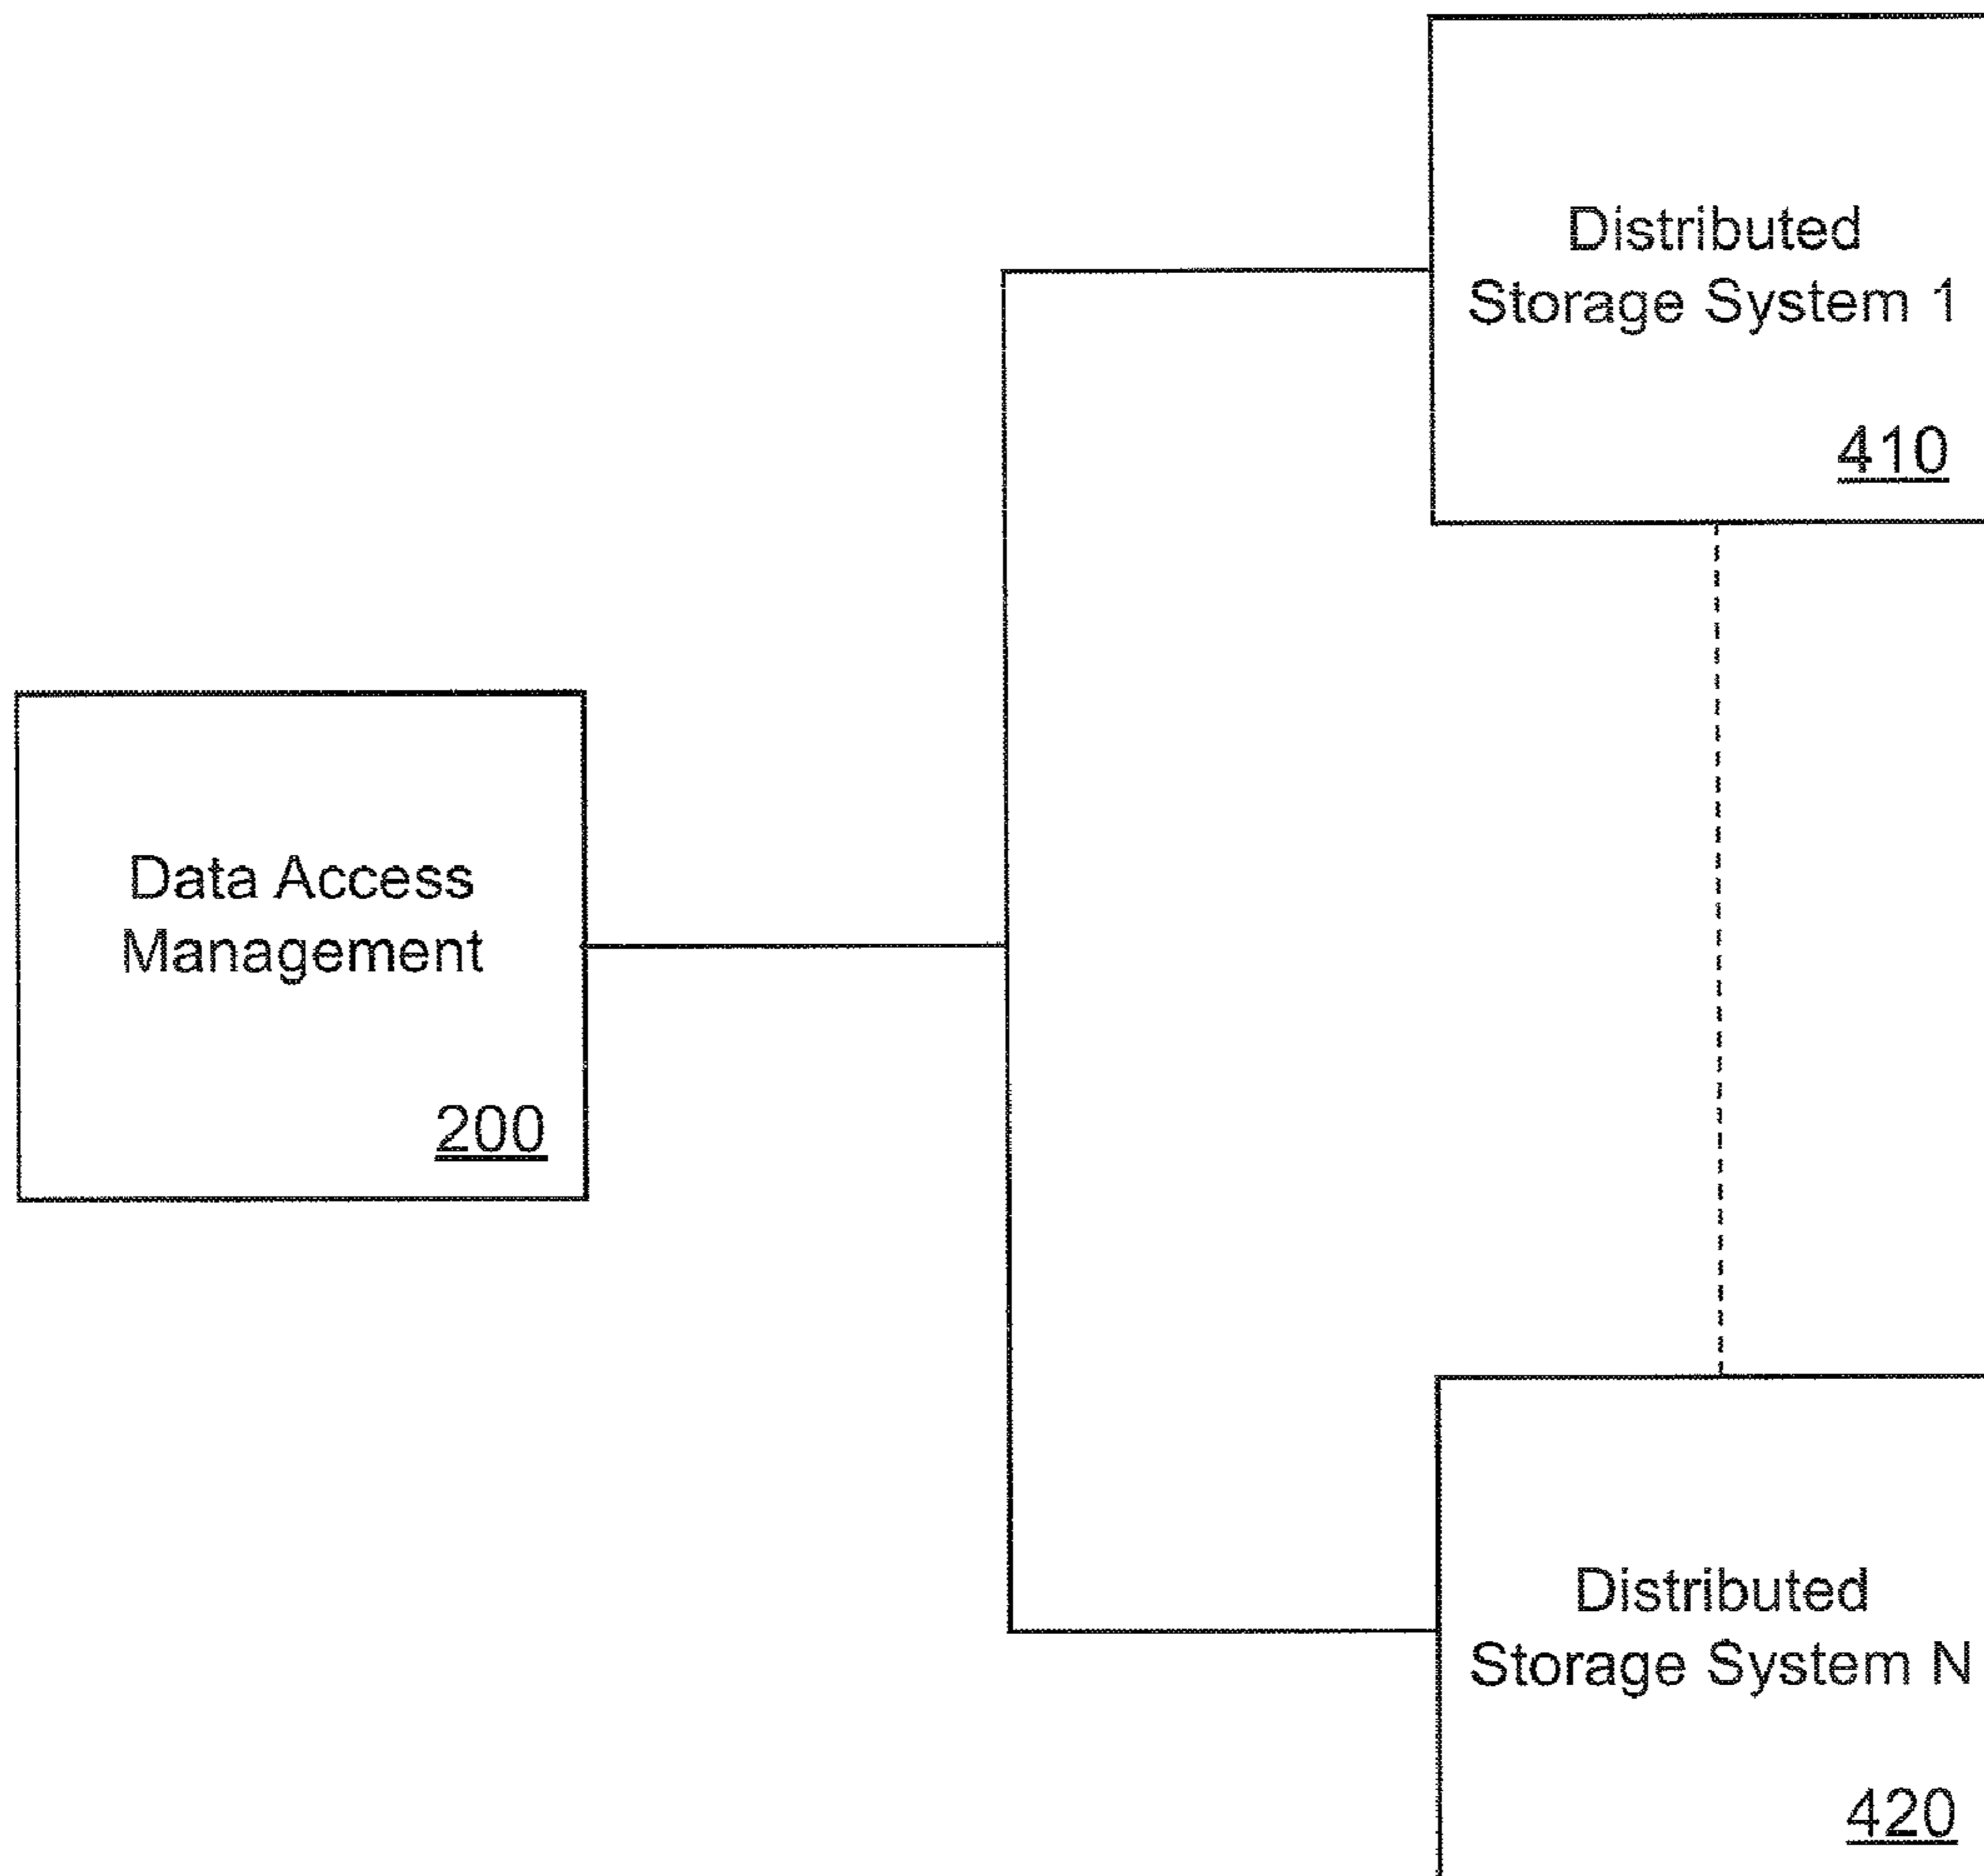 Distributed
Storage System 1
410
Data Access
Management
200
Distributed
Storage System N
420